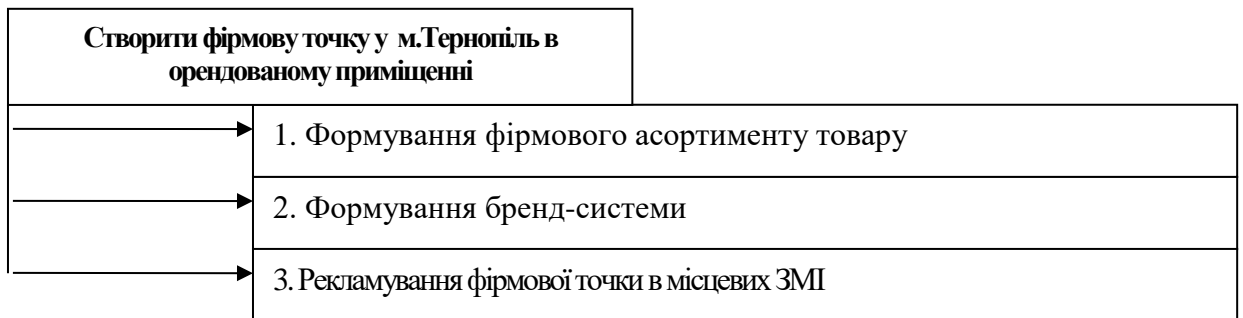 Створити фірмову точку у м.Тернопіль в
орендованому приміщенні
1. Формування фірмового асортименту товару
2. Формування бренд-системи
3. Рекламування фірмової точки в місцевих ЗМІ